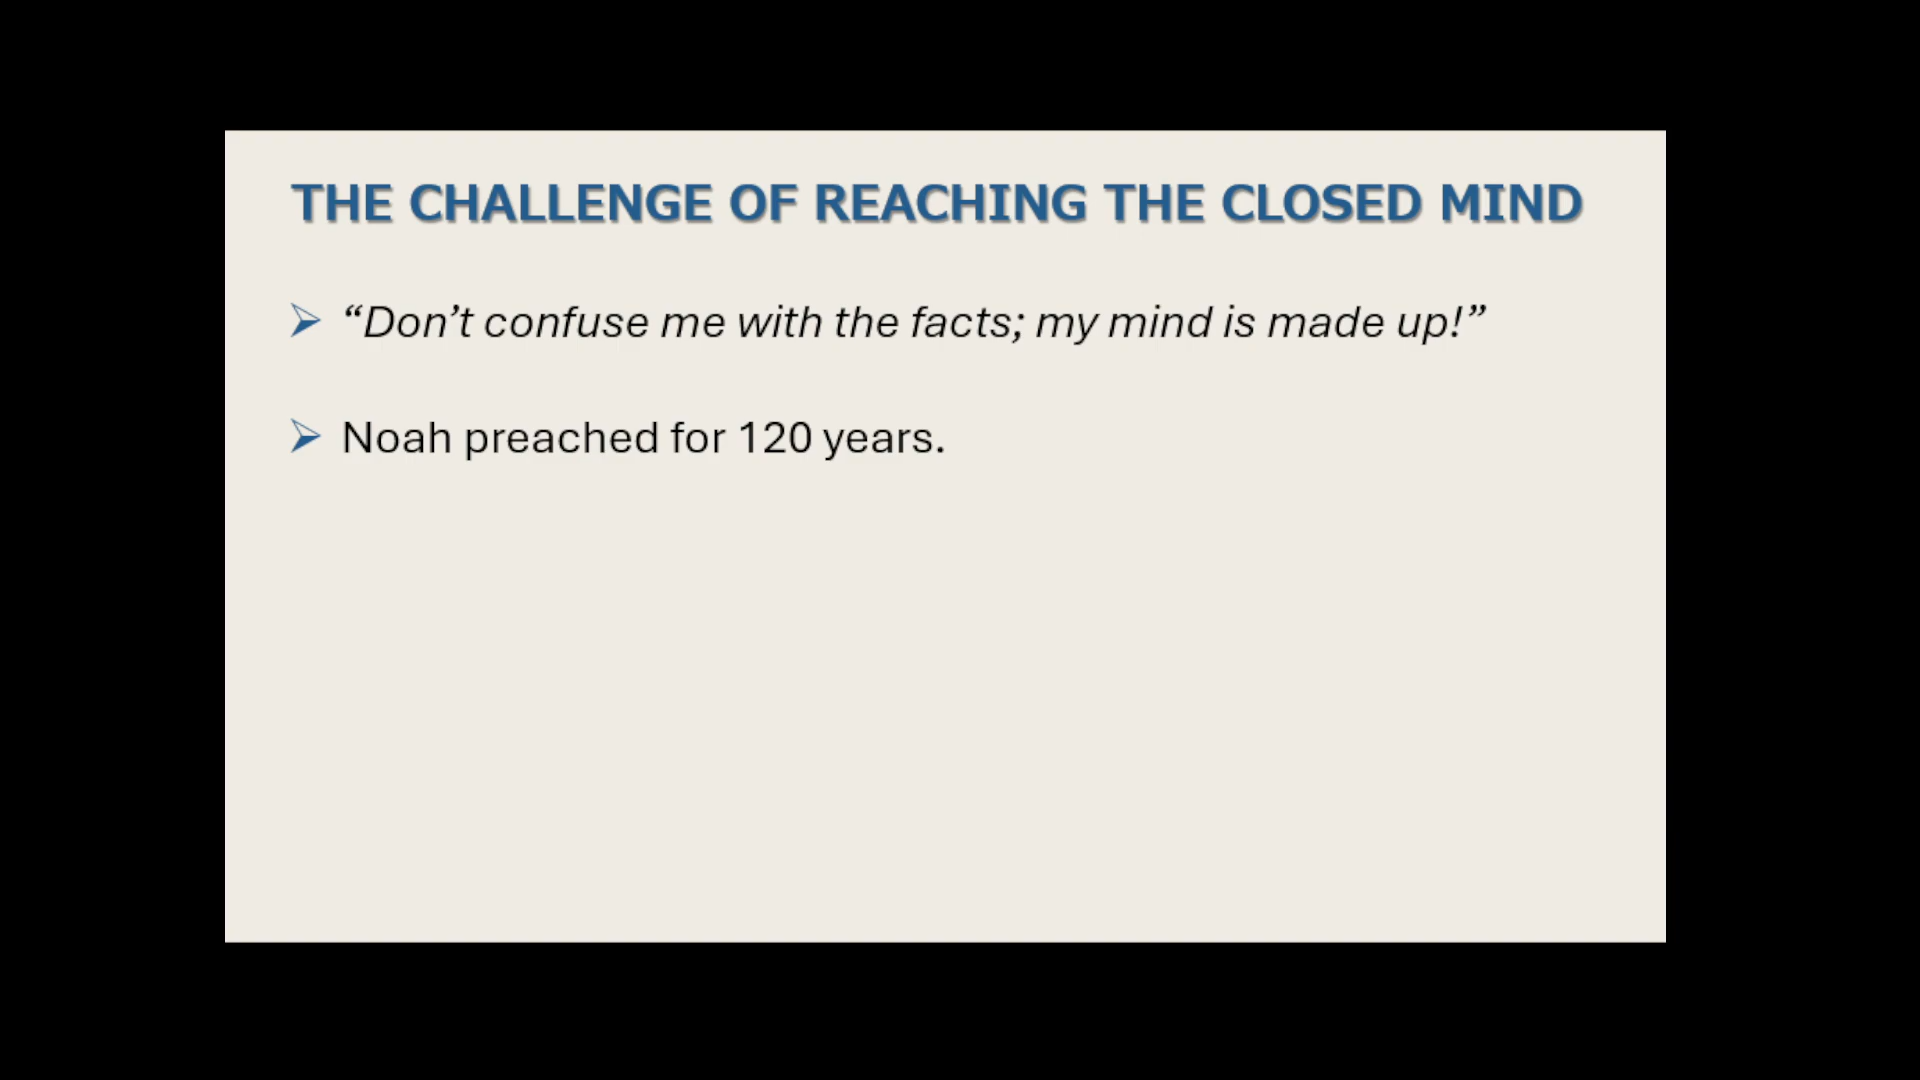 THE CHALLENGE OF REACHING THE CLOSED MIND
“Don’t confuse me with the facts; my mind is made up!”
Noah preached for 120 years.